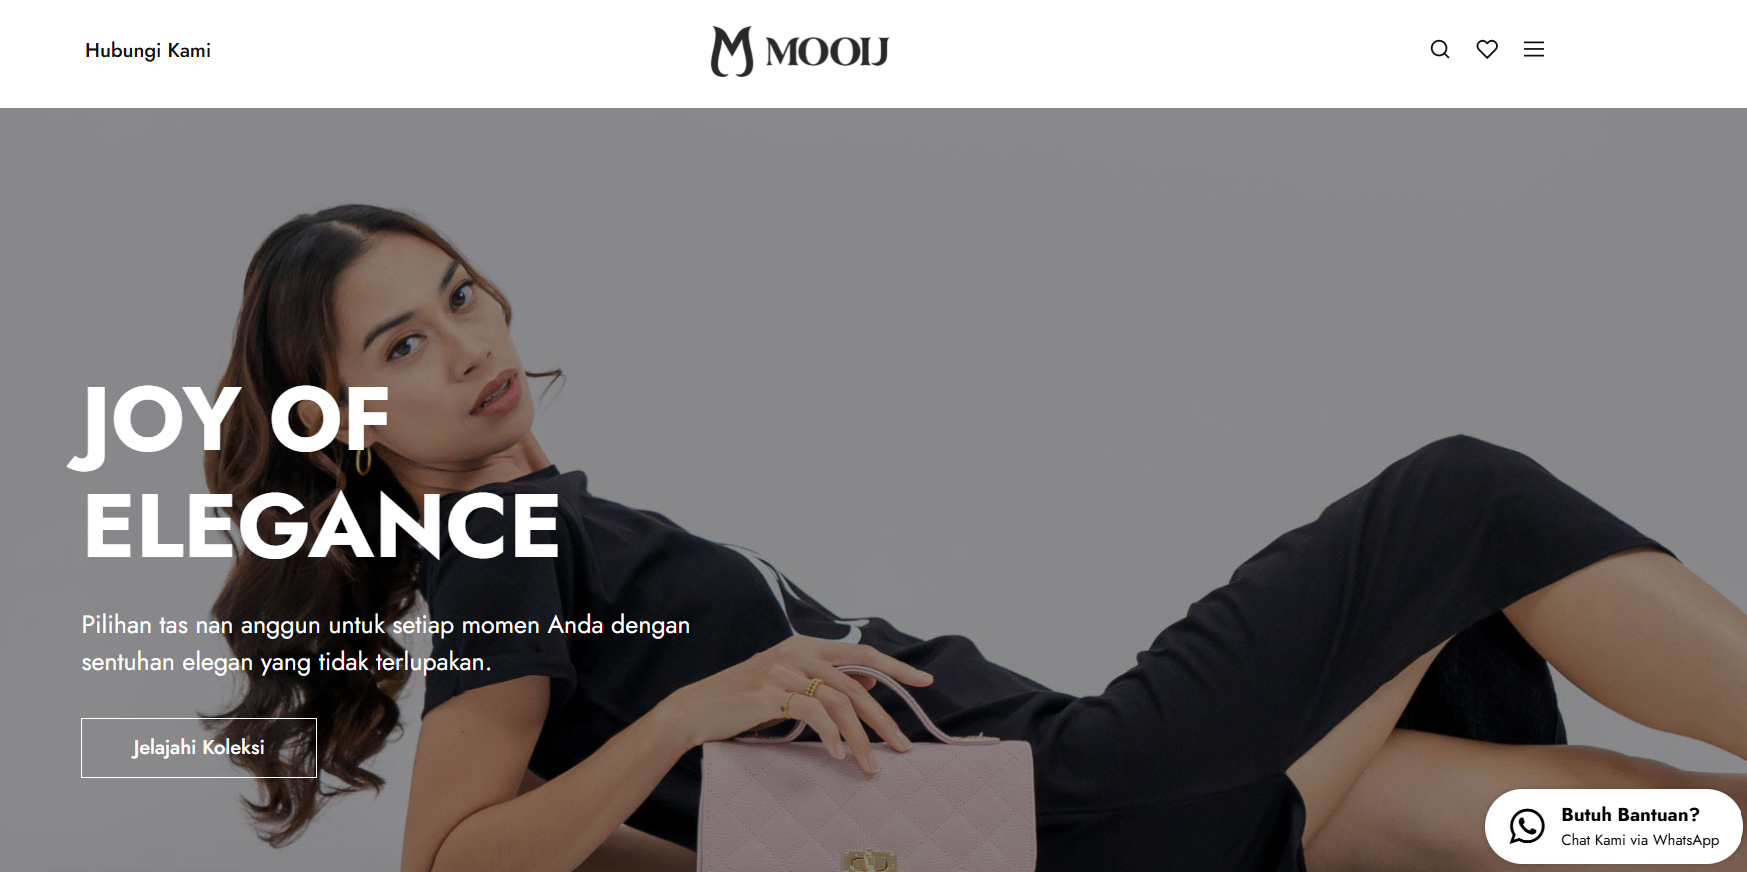 Hubungi Kami
MOOIJ
JOY OF
ELEGANCE
Pilihan tas nan anggun untuk setiap momen Anda dengan
sentuhan elegan yang tidak terlupakan.
Jelajahi Koleksi
Butuh Bantuan?
Chat Kami via WhatsApp